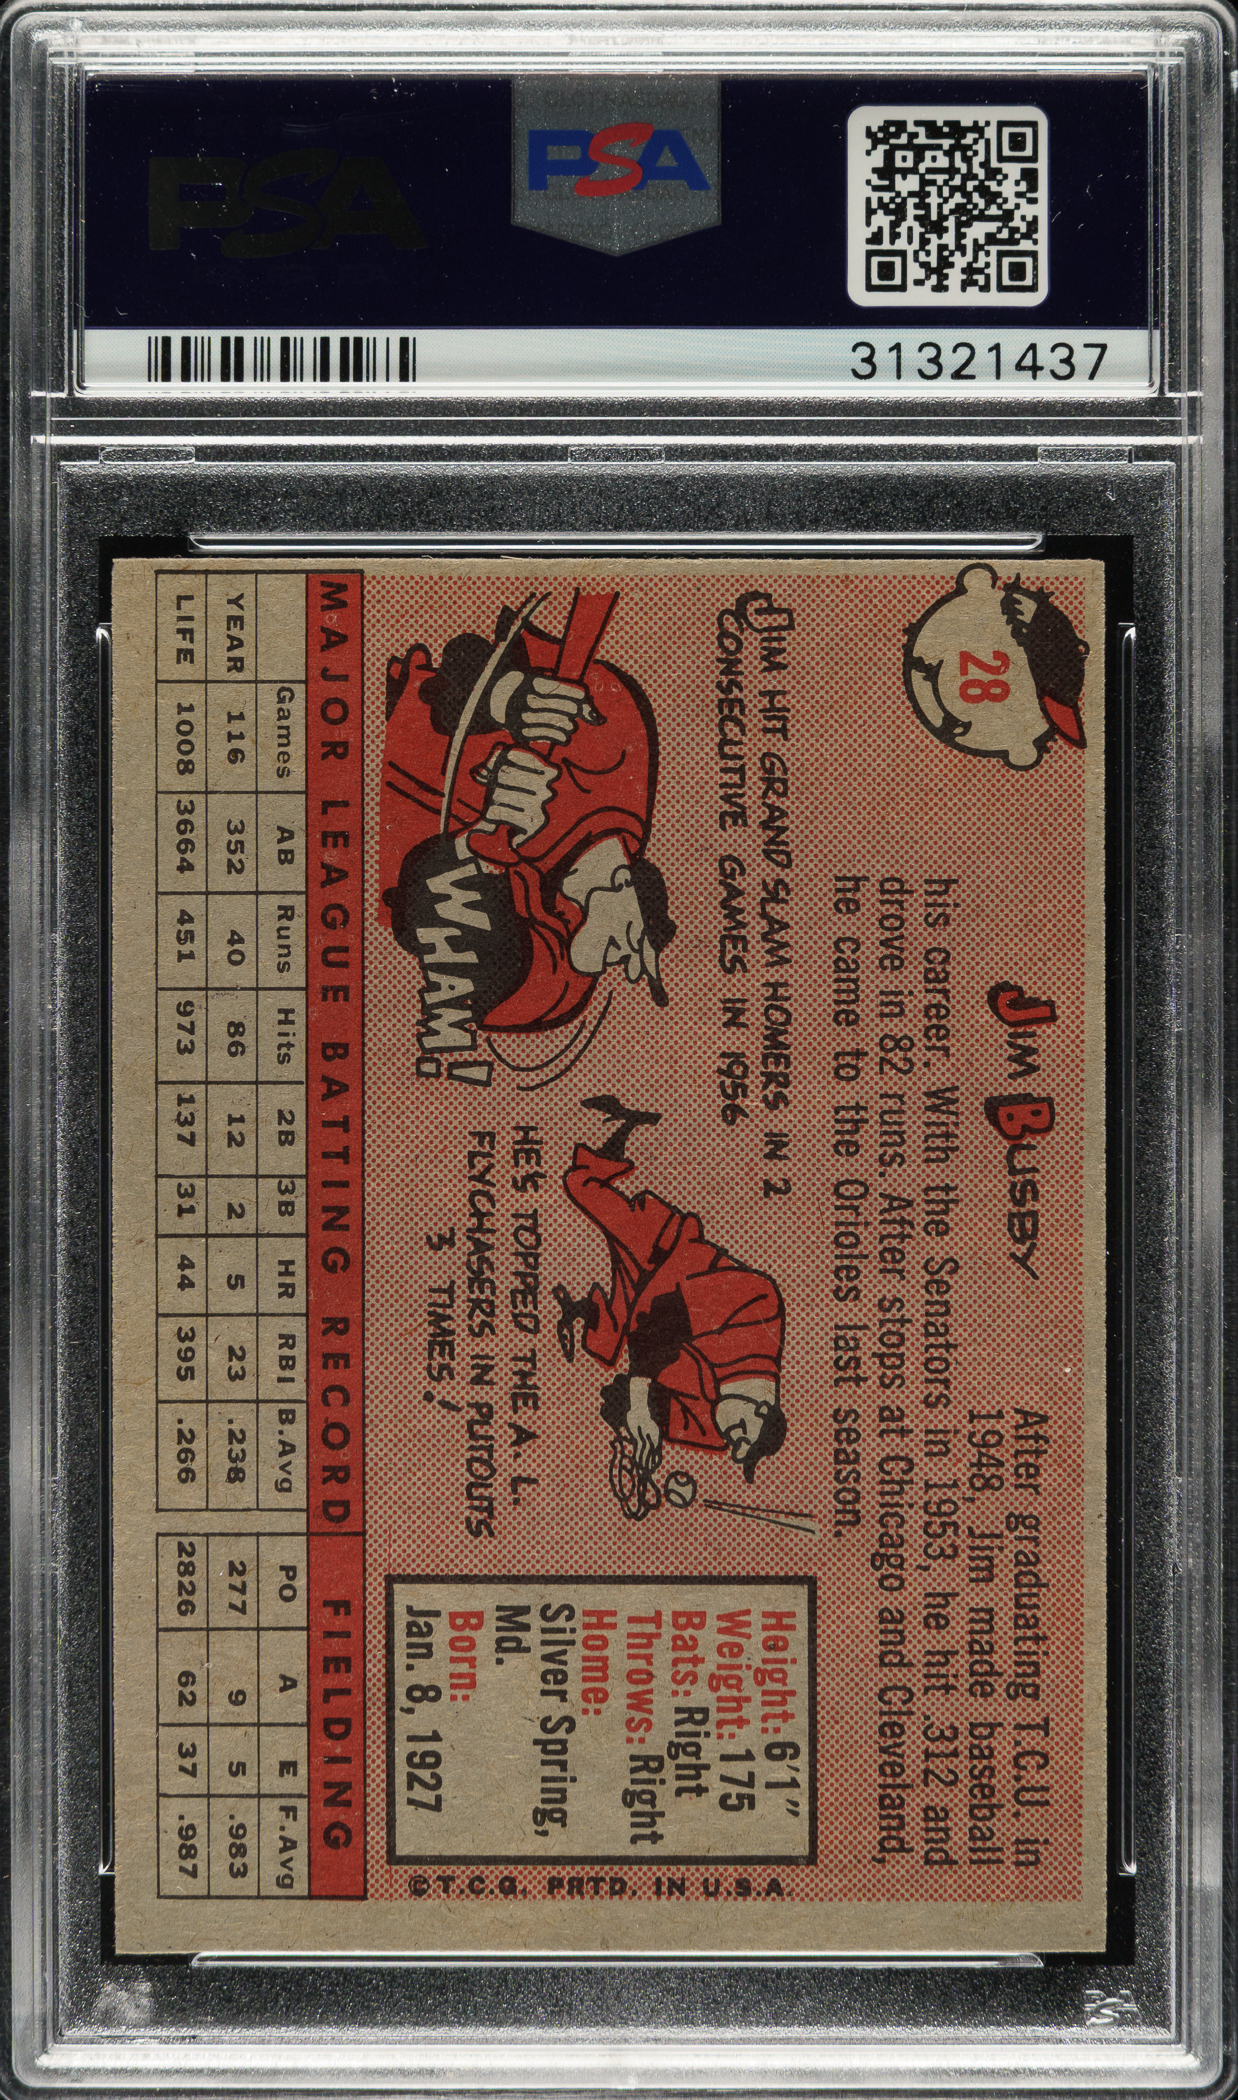 PSA
PSA
31321437
28
JIM BUSBY
After graduating T.C.U. in
1948, Jim made baseball
his career. With the Senators in 1953, he hit .312 and
drove in 82 runs. After stops at Chicago and Cleveland,
he came to the Orioles last season.
JIM HIT GRAND SLAM HOMERS IN 2
CONSECUTIVE GAMES IN 1956
WHAM!
HE'S TOPPED THE A. L.
FLYCHASERS IN PUTOUTS
3 TIMES!
Height: 6'1"
Weight: 175
Bats: Right
Throws: Right
Home:
Silver Spring,
Md.
Born:
Jan. 8, 1927
© T.C.G. PRTD. IN U.S.A.
MAJOR LEAGUE BATTING RECORD FIELDING
Games AB Runs Hits 2B 3B HR RBI B.Avg PO A E F.Avg
YEAR 116 352 40 86 12 2 5 23 .238 277 9 5 .983
LIFE 1008 3664 451 973 137 31 44 395 .266 2826 62 37 .987